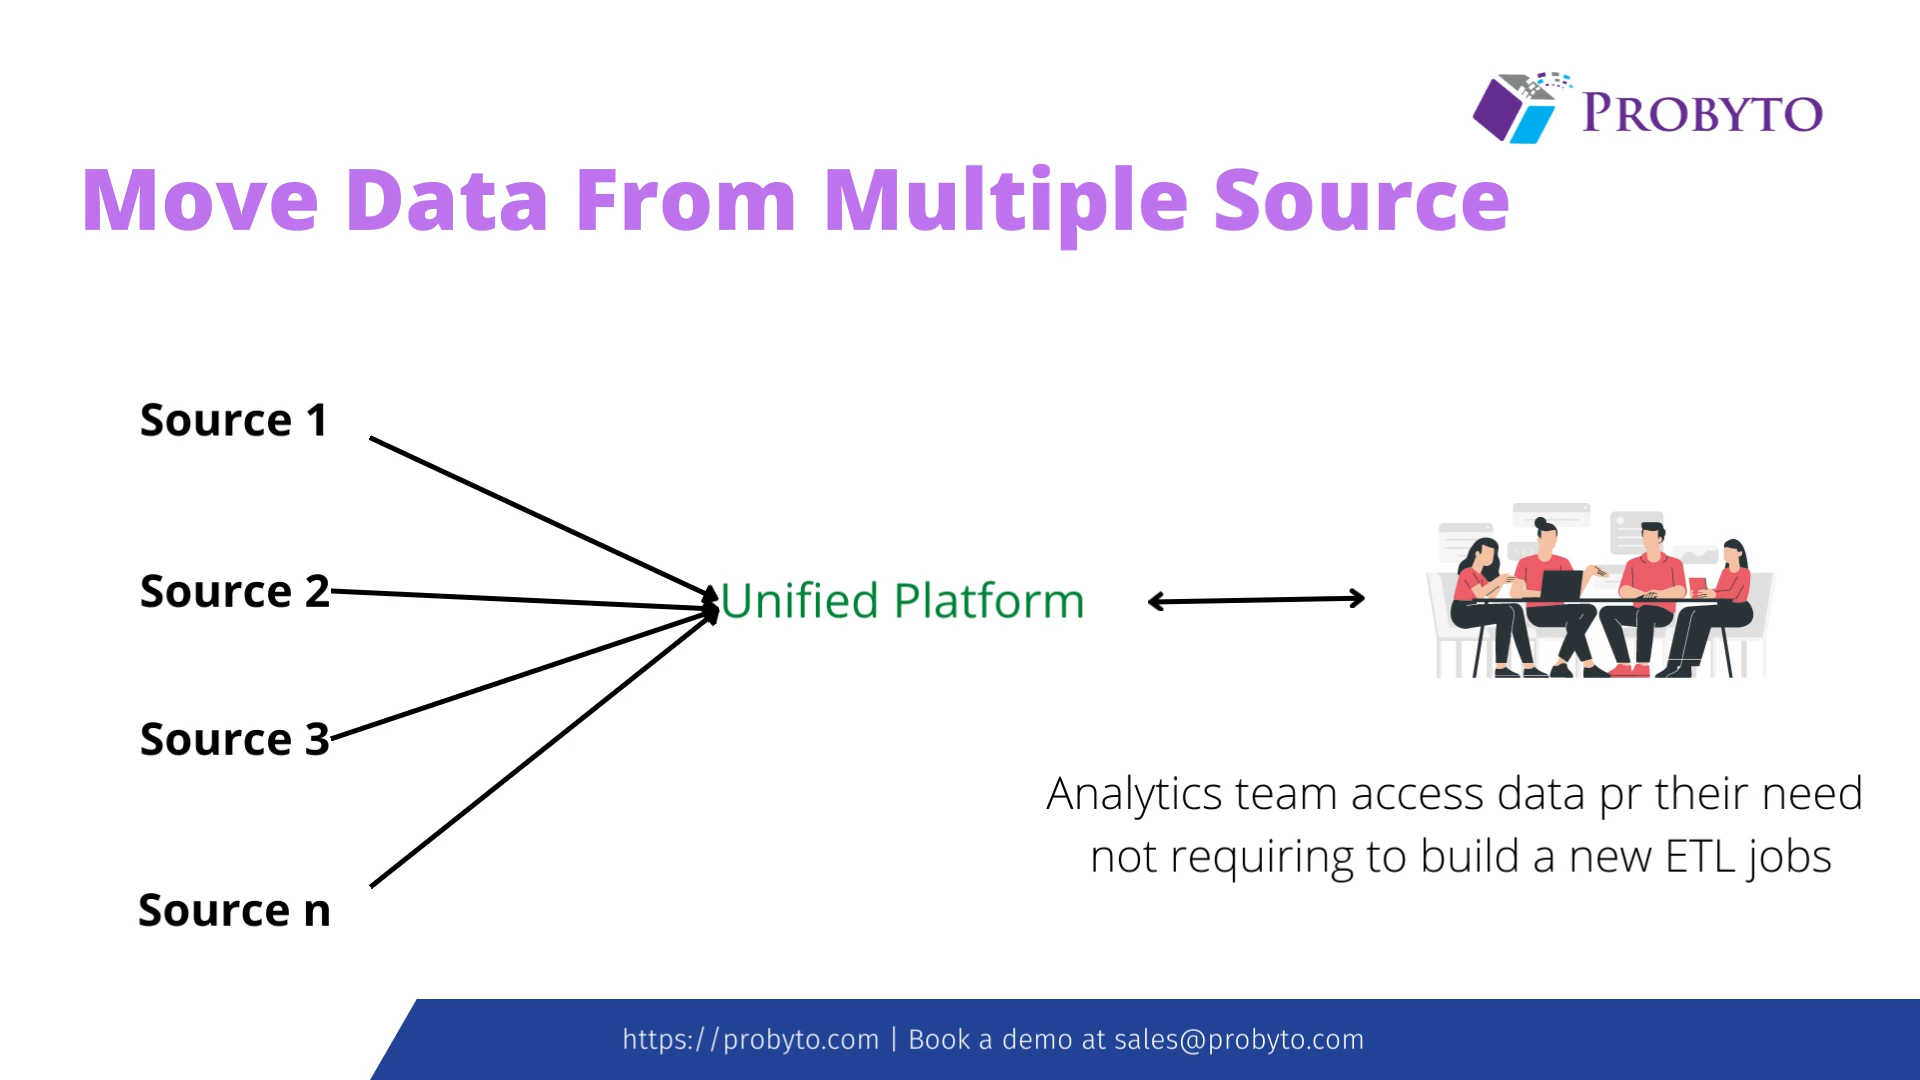 PROBYTO
Move Data From Multiple Source
Source 1
Source 2
Source 3
Source n
Unified Platform
Analytics team access data pr their need
not requiring to build a new ETL jobs
https://probyto.com | Book a demo at sales@probyto.com